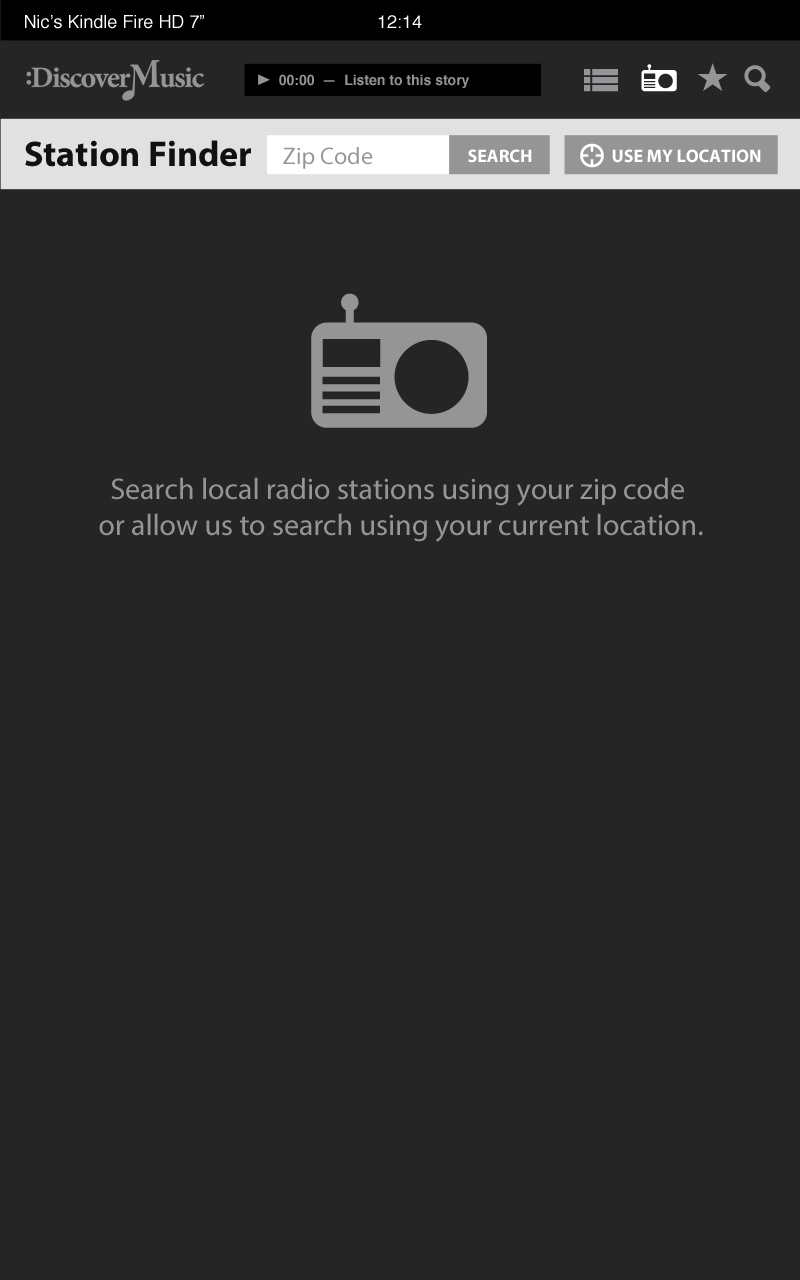 Nic’s Kindle Fire HD 7” 12:14
:DiscoverMusic 00:00 — Listen to this story
Station Finder Zip Code SEARCH USE MY LOCATION
Search local radio stations using your zip code
or allow us to search using your current location.